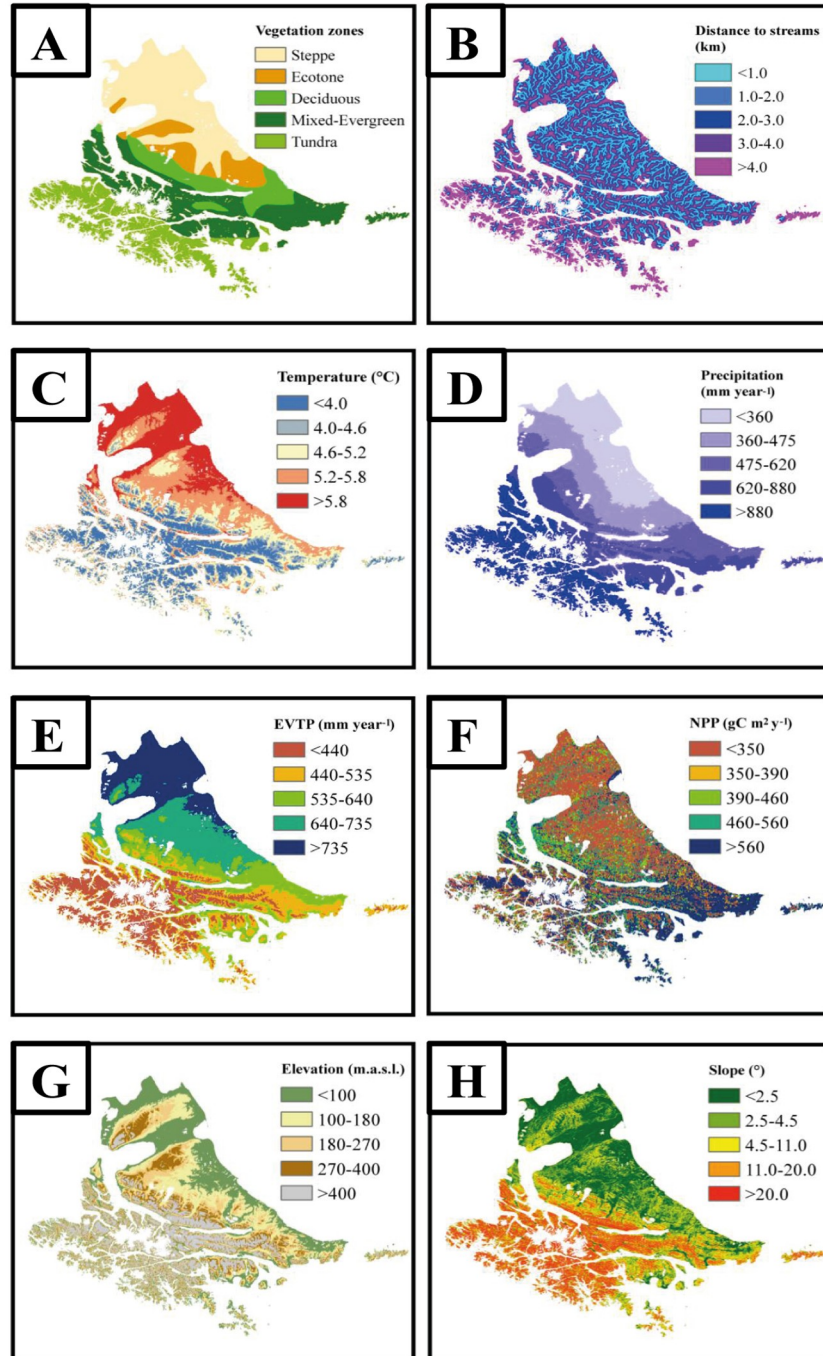 A
Vegetation zones
Steppe
Ecotone
Deciduous
Mixed-Evergreen
Tundra
B
Distance to streams
(km)
<1.0
1.0-2.0
2.0-3.0
3.0-4.0
>4.0
C
Temperature (°C)
<4.0
4.0-4.6
4.6-5.2
5.2-5.8
>5.8
D
Precipitation
(mm year-1)
<360
360-475
475-620
620-880
>880
E
EVTP (mm year-1)
<440
440-535
535-640
640-735
>735
F
NPP (gC m² y-1)
<350
350-390
390-460
460-560
>560
G
Elevation (m.a.s.l.)
<100
100-180
180-270
270-400
>400
H
Slope (°)
<2.5
2.5-4.5
4.5-11.0
11.0-20.0
>20.0